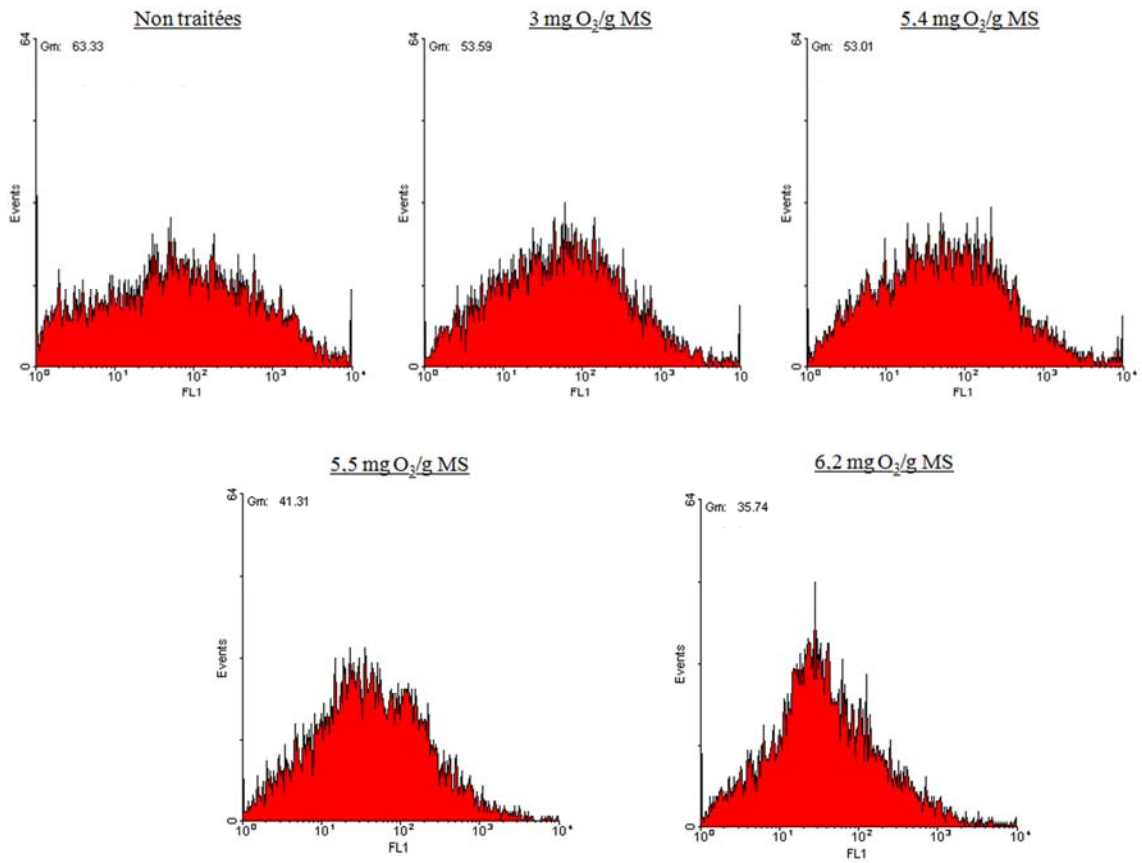 Non traitées
3 mg O₃/g MS
5.4 mg O₃/g MS
64
Gm: 63.33
Events
0
10⁰ 10¹ 10² 10³ 10⁴
FL1
64
Gm: 53.59
Events
0
10⁰ 10¹ 10² 10³ 10
FL1
64
Gm: 53.01
Events
0
10⁰ 10¹ 10² 10³ 10⁴
FL1
5.5 mg O₃/g MS
6.2 mg O₃/g MS
64
Gm: 41.31
Events
0
10⁰ 10¹ 10² 10³ 10⁴
FL1
64
Gm: 35.74
Events
0
10⁰ 10¹ 10² 10³ 10⁴
FL1